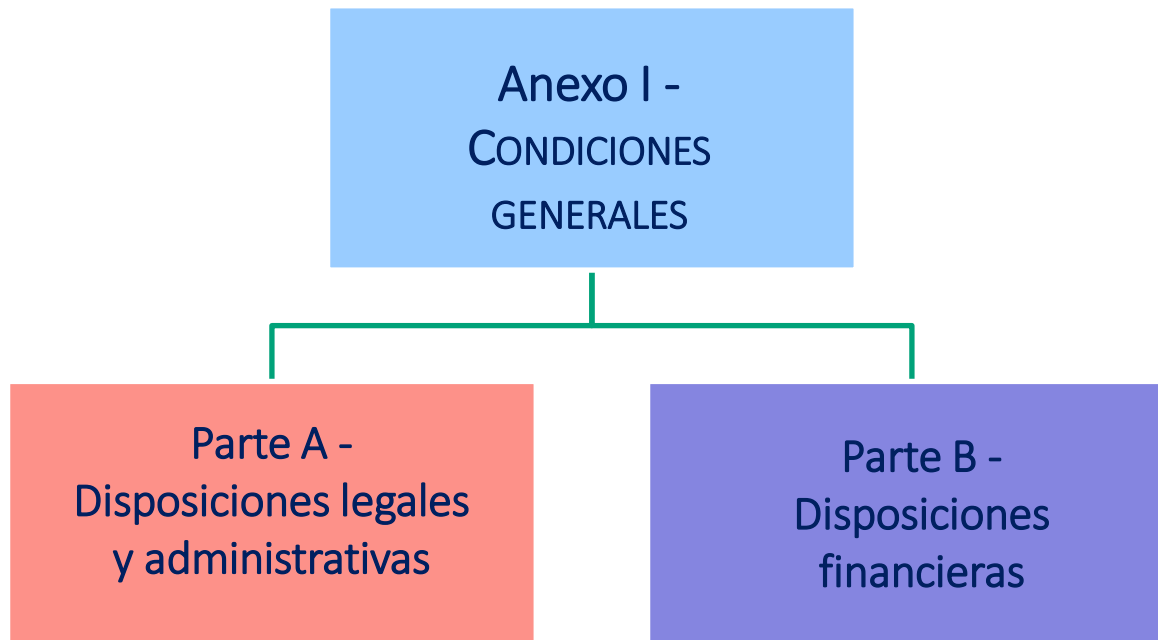 Anexo I -
CONDICIONES
GENERALES
Parte A -
Disposiciones legales
y administrativas
Parte B -
Disposiciones
financieras